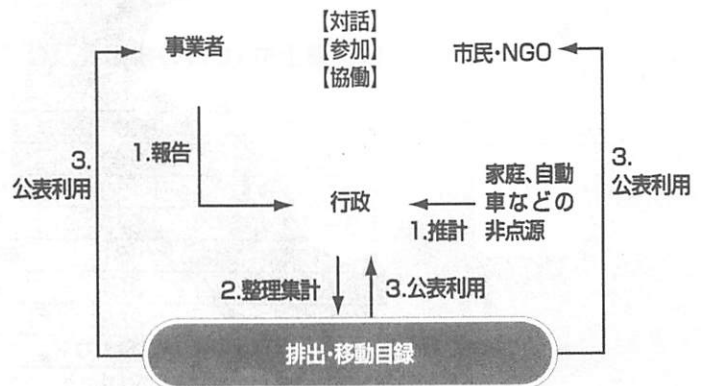 【対話】
事業者
【参加】
市民・NGO
【協働】
1.報告
3.
公表利用
家庭、自動
車などの
非点源
3.
公表利用
行政
1.推計
2.整理集計
3.公表利用
排出・移動目録